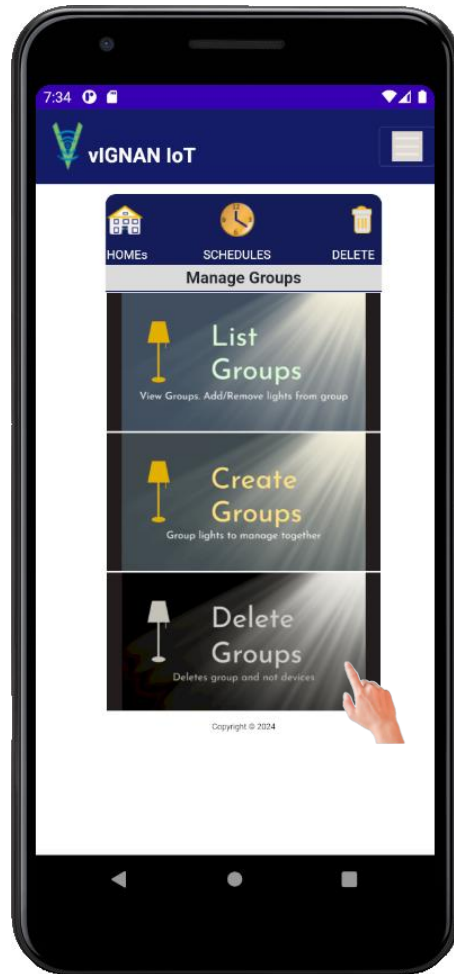 7:34
vIGNAN IoT
HOMEs SCHEDULES DELETE
Manage Groups
List
Groups
View Groups. Add/Remove lights from group
Create
Groups
Group lights to manage together
Delete
Groups
Deletes group and not devices
Copyright © 2024